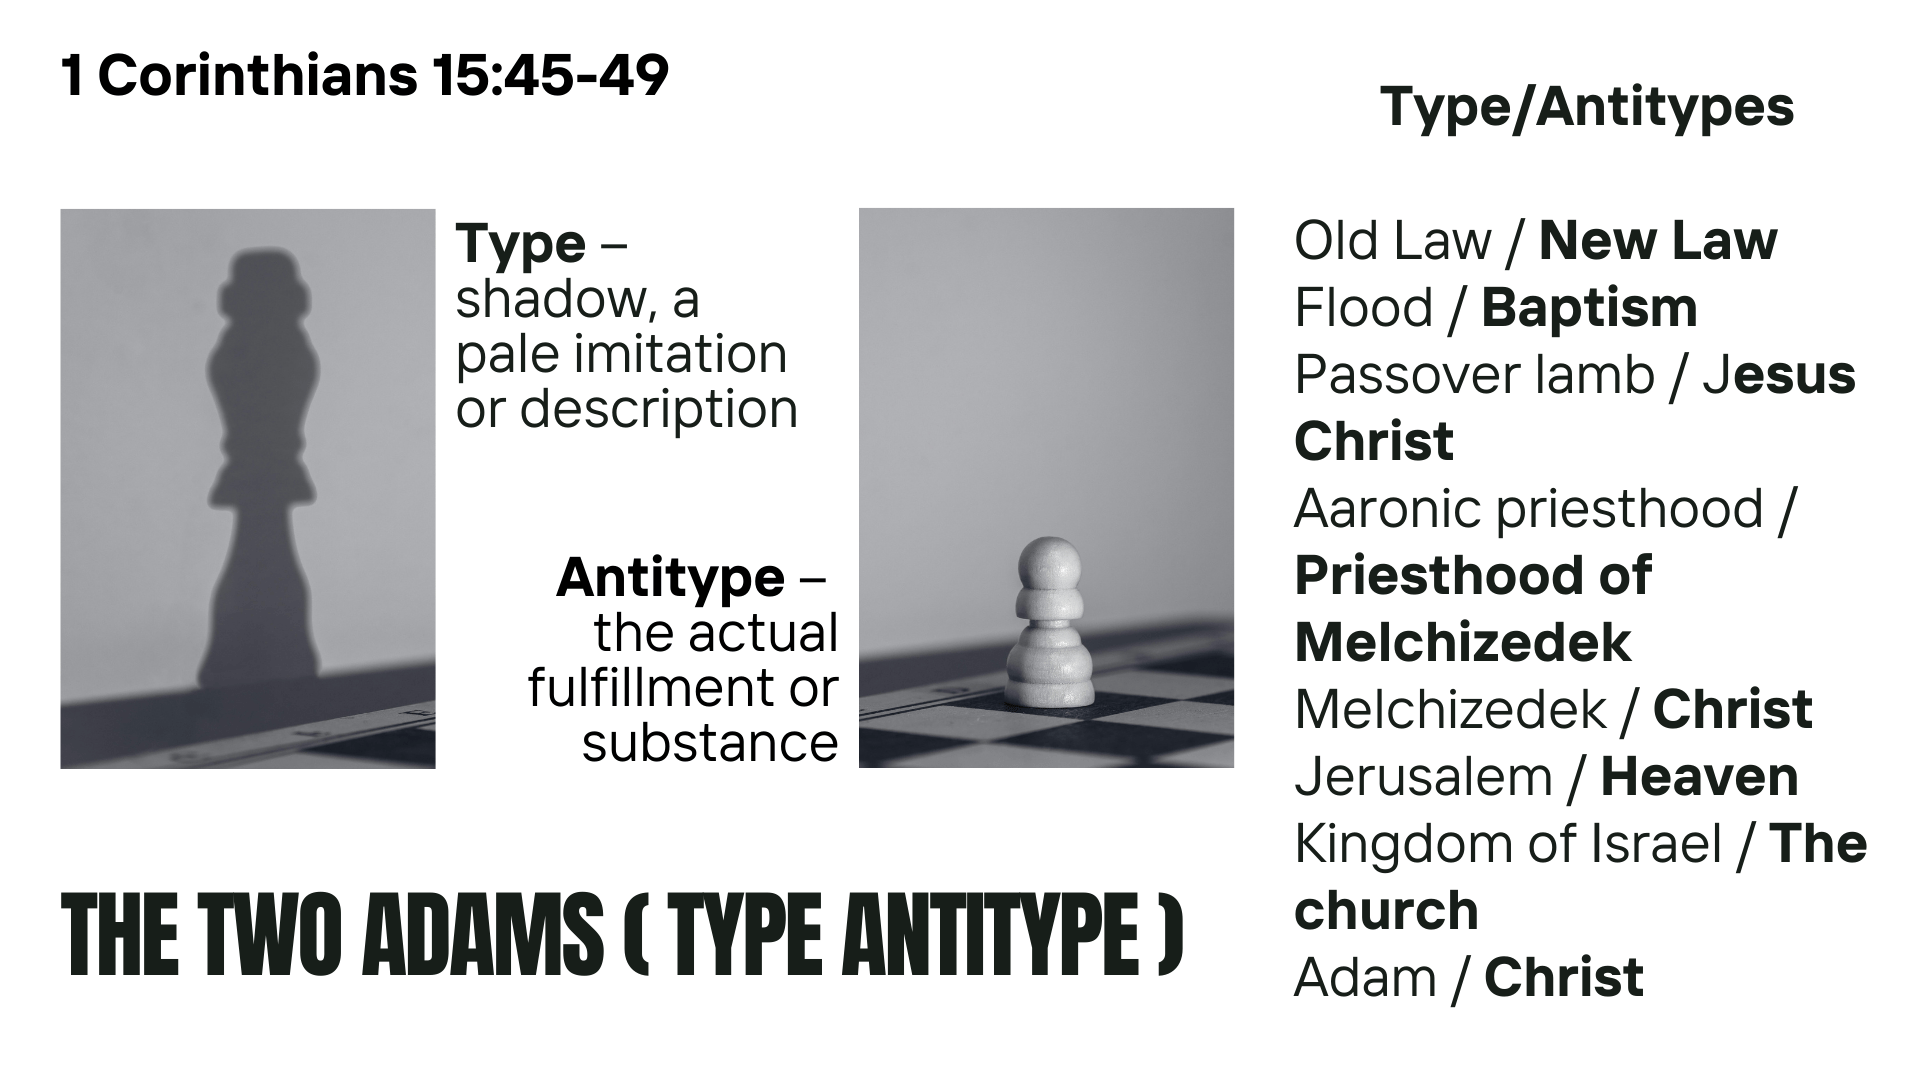 1 Corinthians 15:45-49
Type –
shadow, a
pale imitation
or description
Antitype –
the actual
fulfillment or
substance
THE TWO ADAMS ( TYPE ANTITYPE )
Type/Antitypes
Old Law / New Law
Flood / Baptism
Passover lamb / Jesus
Christ
Aaronic priesthood /
Priesthood of
Melchizedek
Melchizedek / Christ
Jerusalem / Heaven
Kingdom of Israel / The
church
Adam / Christ